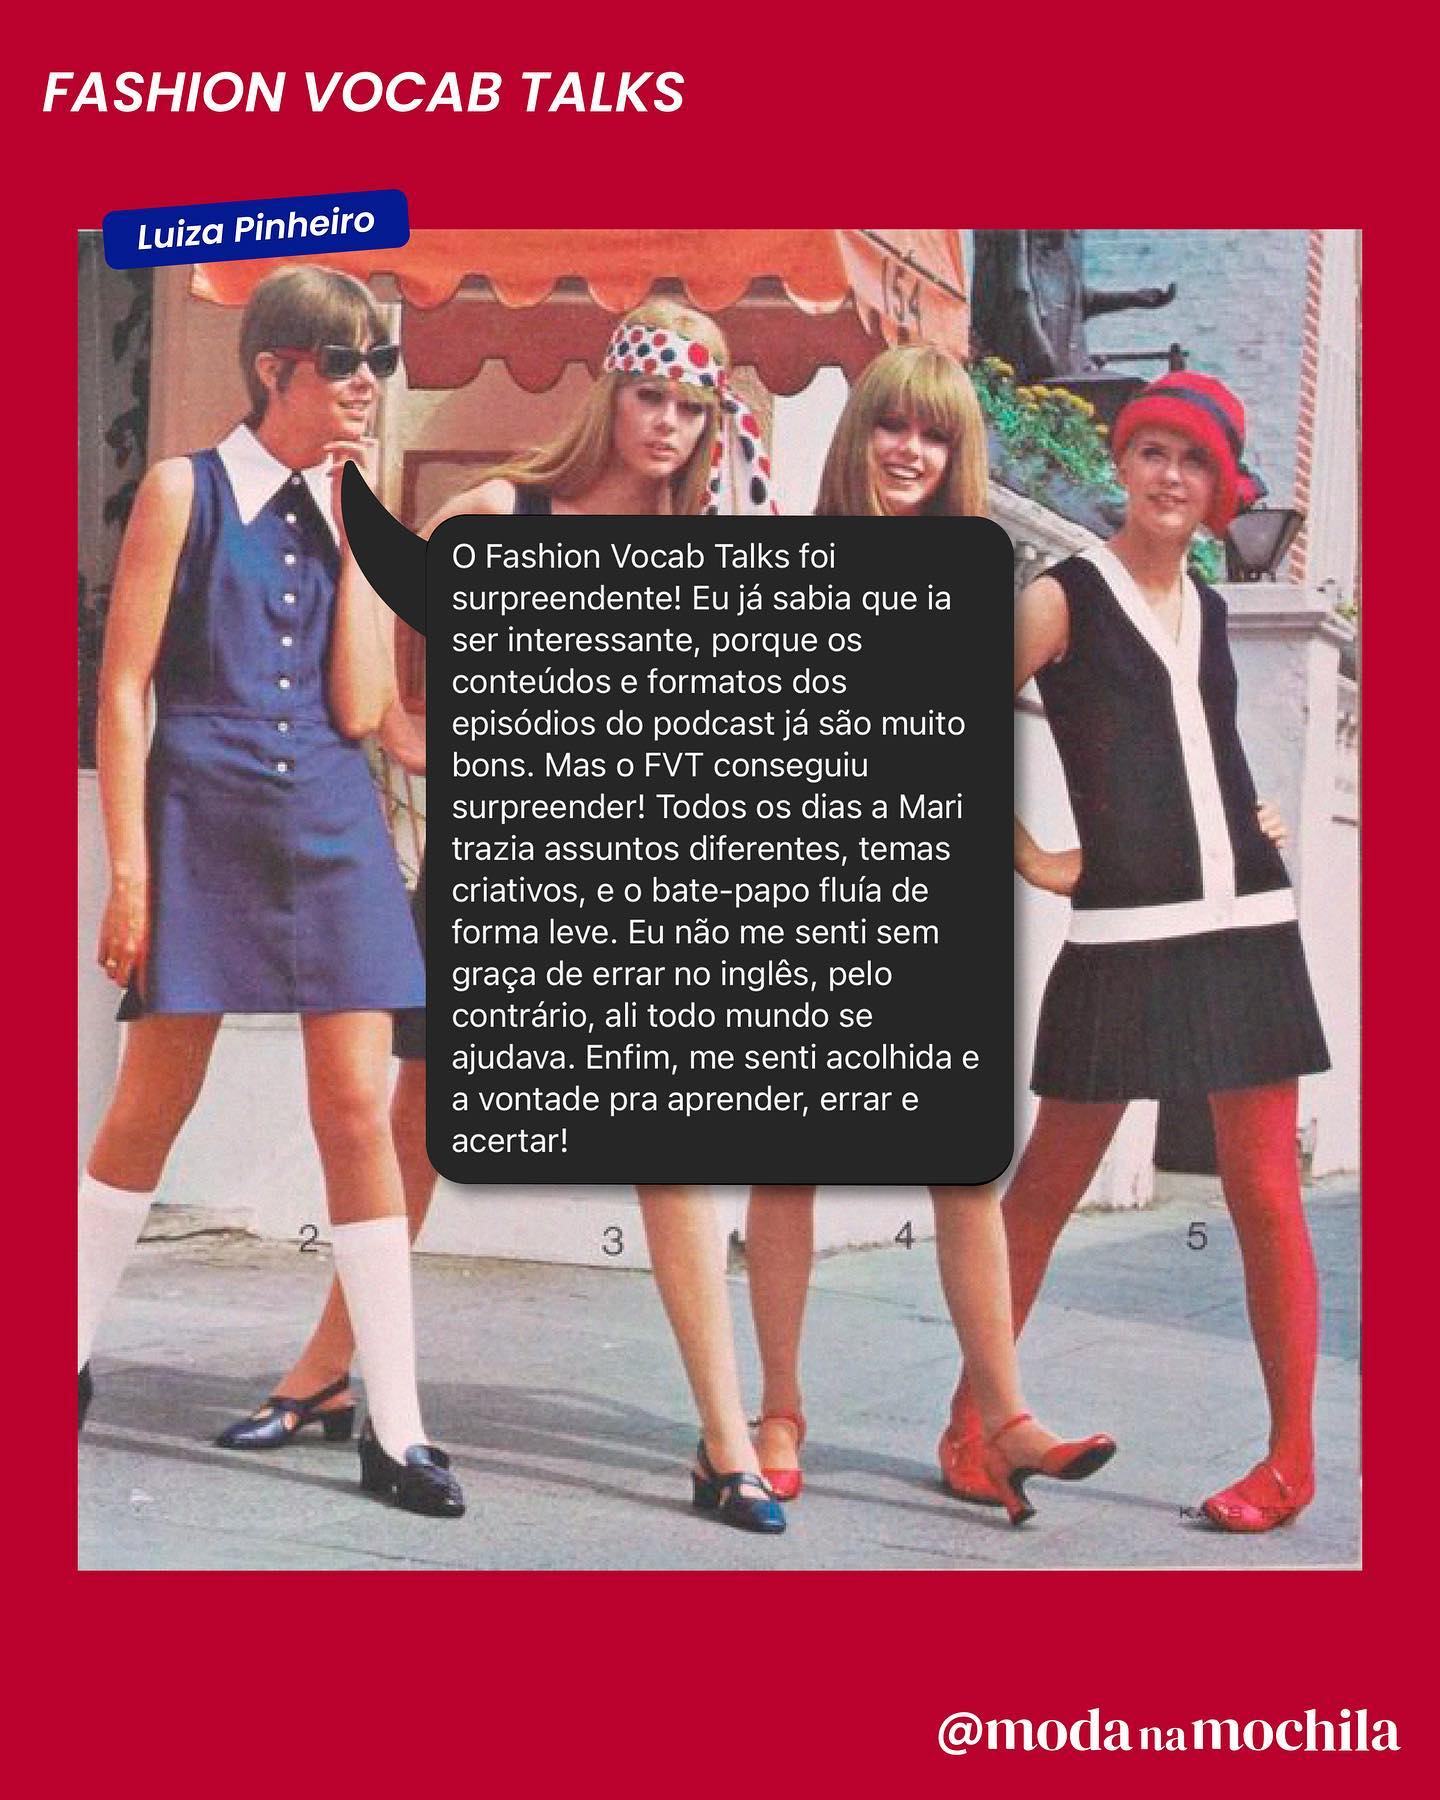 FASHION VOCAB TALKS
Luiza Pinheiro
154
O Fashion Vocab Talks foi
surpreendente! Eu já sabia que ia
ser interessante, porque os
conteúdos e formatos dos
episódios do podcast já são muito
bons. Mas o FVT conseguiu
surpreender! Todos os dias a Mari
trazia assuntos diferentes, temas
criativos, e o bate-papo fluía de
forma leve. Eu não me senti sem
graça de errar no inglês, pelo
contrário, ali todo mundo se
ajudava. Enfim, me senti acolhida e
a vontade pra aprender, errar e
acertar!
2 3 4 5
@modanamochila